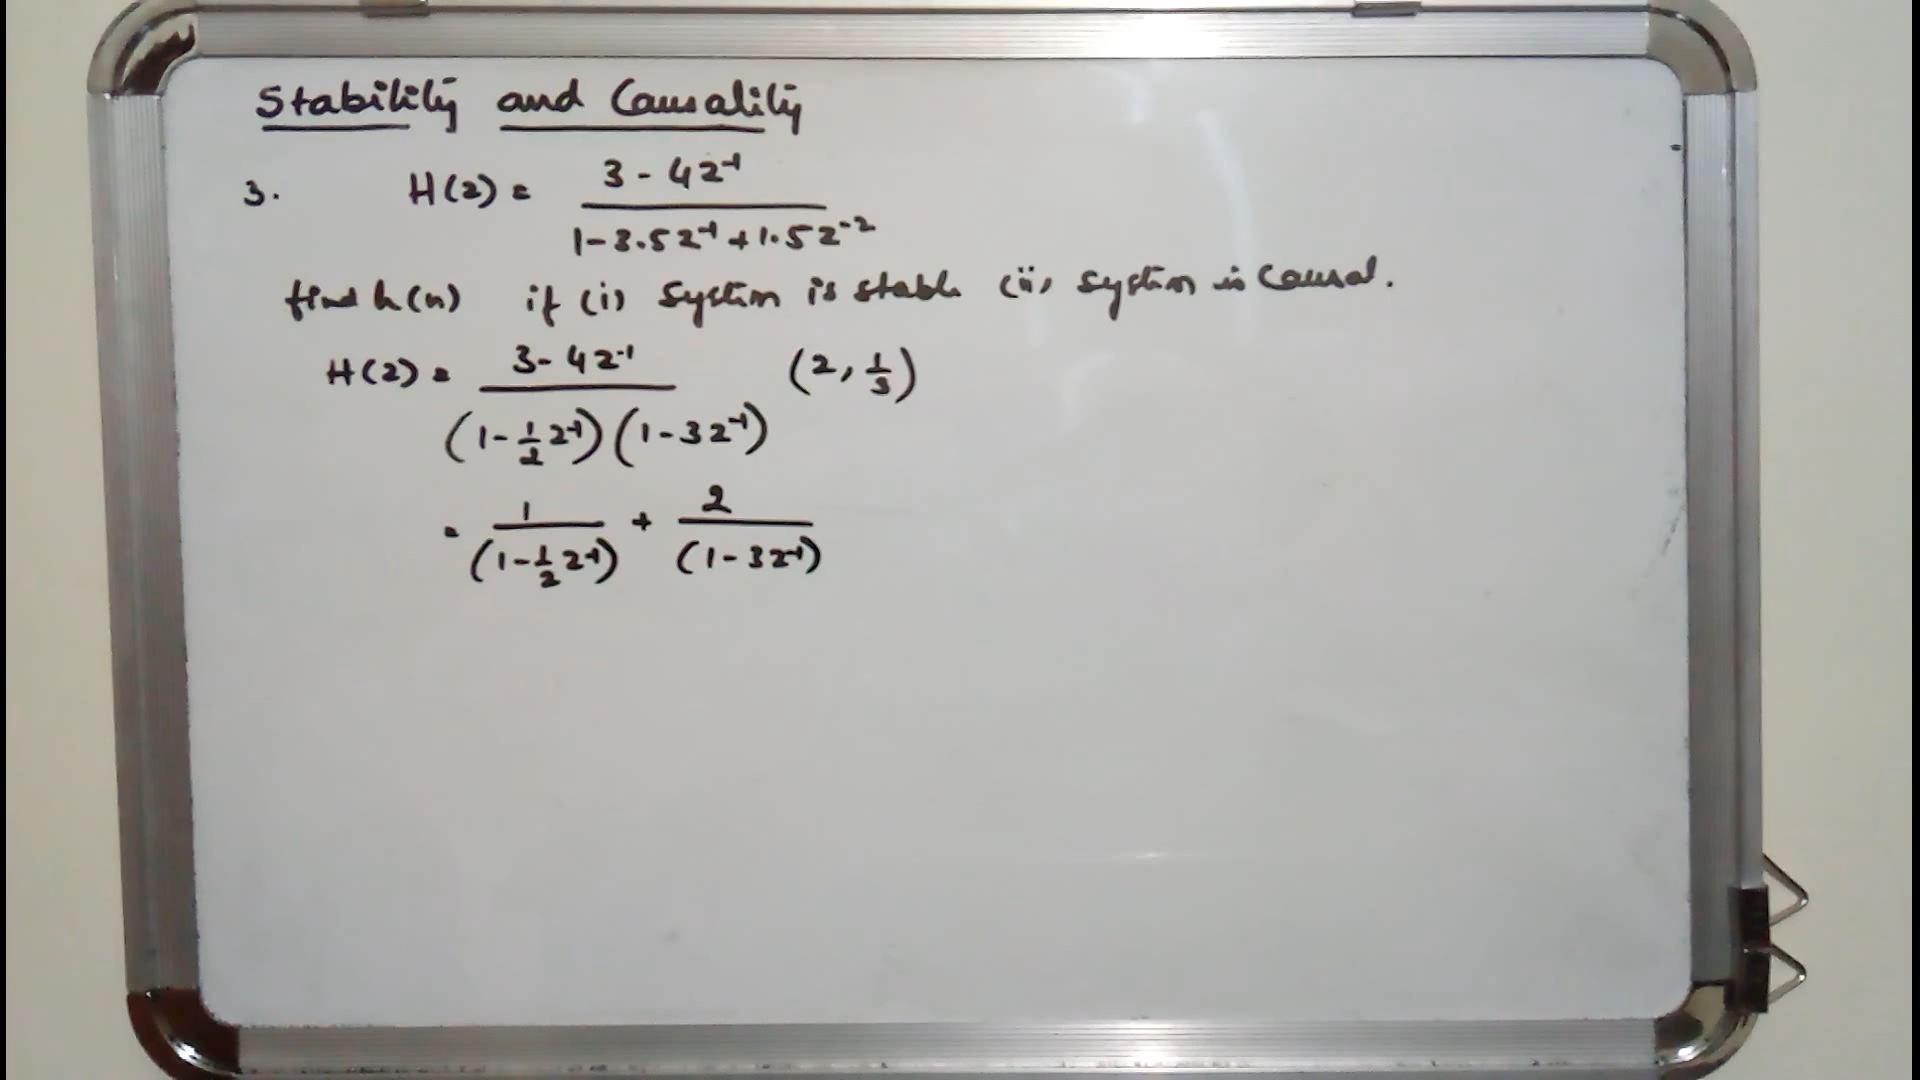 Stability and Causality
3. H(z) = 3 - 4z⁻¹
1 - 3.5z⁻¹ + 1.5z⁻²
find h(n) if (i) System is stable (ii) system is causal.
H(z) = 3 - 4z⁻¹ (2, 1/3)
(1 - 1/2 z⁻¹)(1 - 3z⁻¹)
= 1/(1 - 1/2 z⁻¹) + 2/(1 - 3z⁻¹)